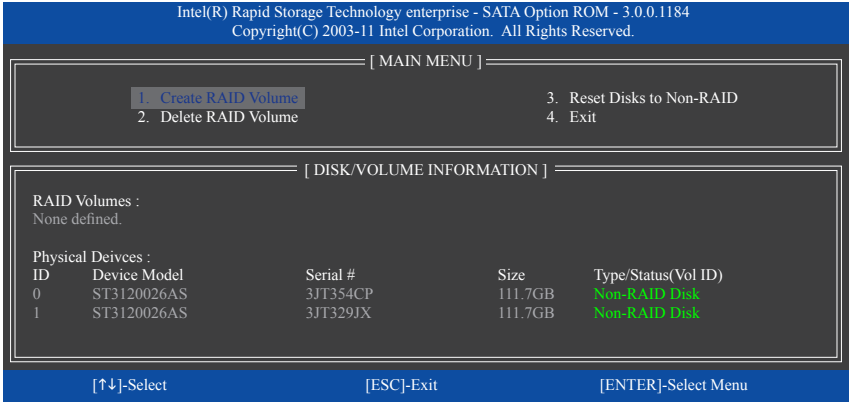 Intel(R) Rapid Storage Technology enterprise - SATA Option ROM - 3.0.0.1184
Copyright(C) 2003-11 Intel Corporation. All Rights Reserved.
[ MAIN MENU ]
1. Create RAID Volume 3. Reset Disks to Non-RAID
2. Delete RAID Volume 4. Exit
[ DISK/VOLUME INFORMATION ]
RAID Volumes :
None defined.
Physical Deivces :
ID Device Model Serial # Size Type/Status(Vol ID)
0 ST3120026AS 3JT354CP 111.7GB Non-RAID Disk
1 ST3120026AS 3JT329JX 111.7GB Non-RAID Disk
[↑↓]-Select [ESC]-Exit [ENTER]-Select Menu